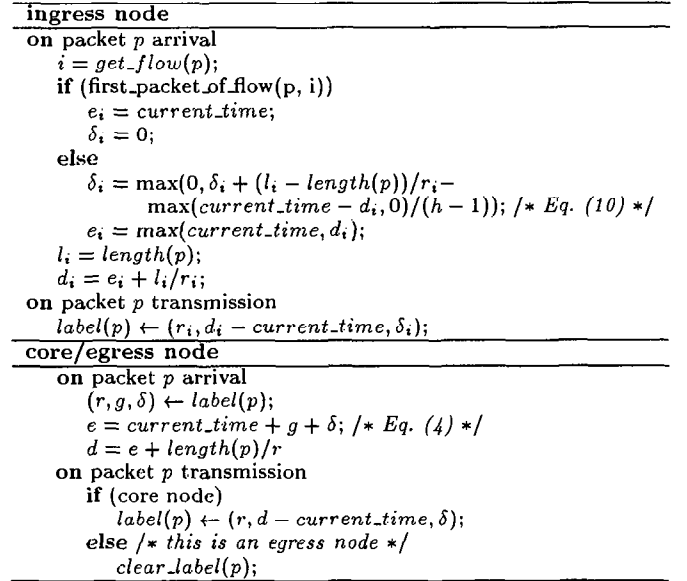 ingress node
on packet p arrival
i = get_flow(p);
if (first_packet_of_flow(p, i))
e_i = current_time;
δ_i = 0;
else
δ_i = max(0, δ_i + (l_i − length(p))/r_i−
max(current_time − d_i, 0)/(h − 1)); /* Eq. (10) */
e_i = max(current_time, d_i);
l_i = length(p);
d_i = e_i + l_i/r_i;
on packet p transmission
label(p) ← (r_i, d_i − current_time, δ_i);
core/egress node
on packet p arrival
(r, g, δ) ← label(p);
e = current_time + g + δ; /* Eq. (4) */
d = e + length(p)/r
on packet p transmission
if (core node)
label(p) ← (r, d − current_time, δ);
else /* this is an egress node */
clear_label(p);